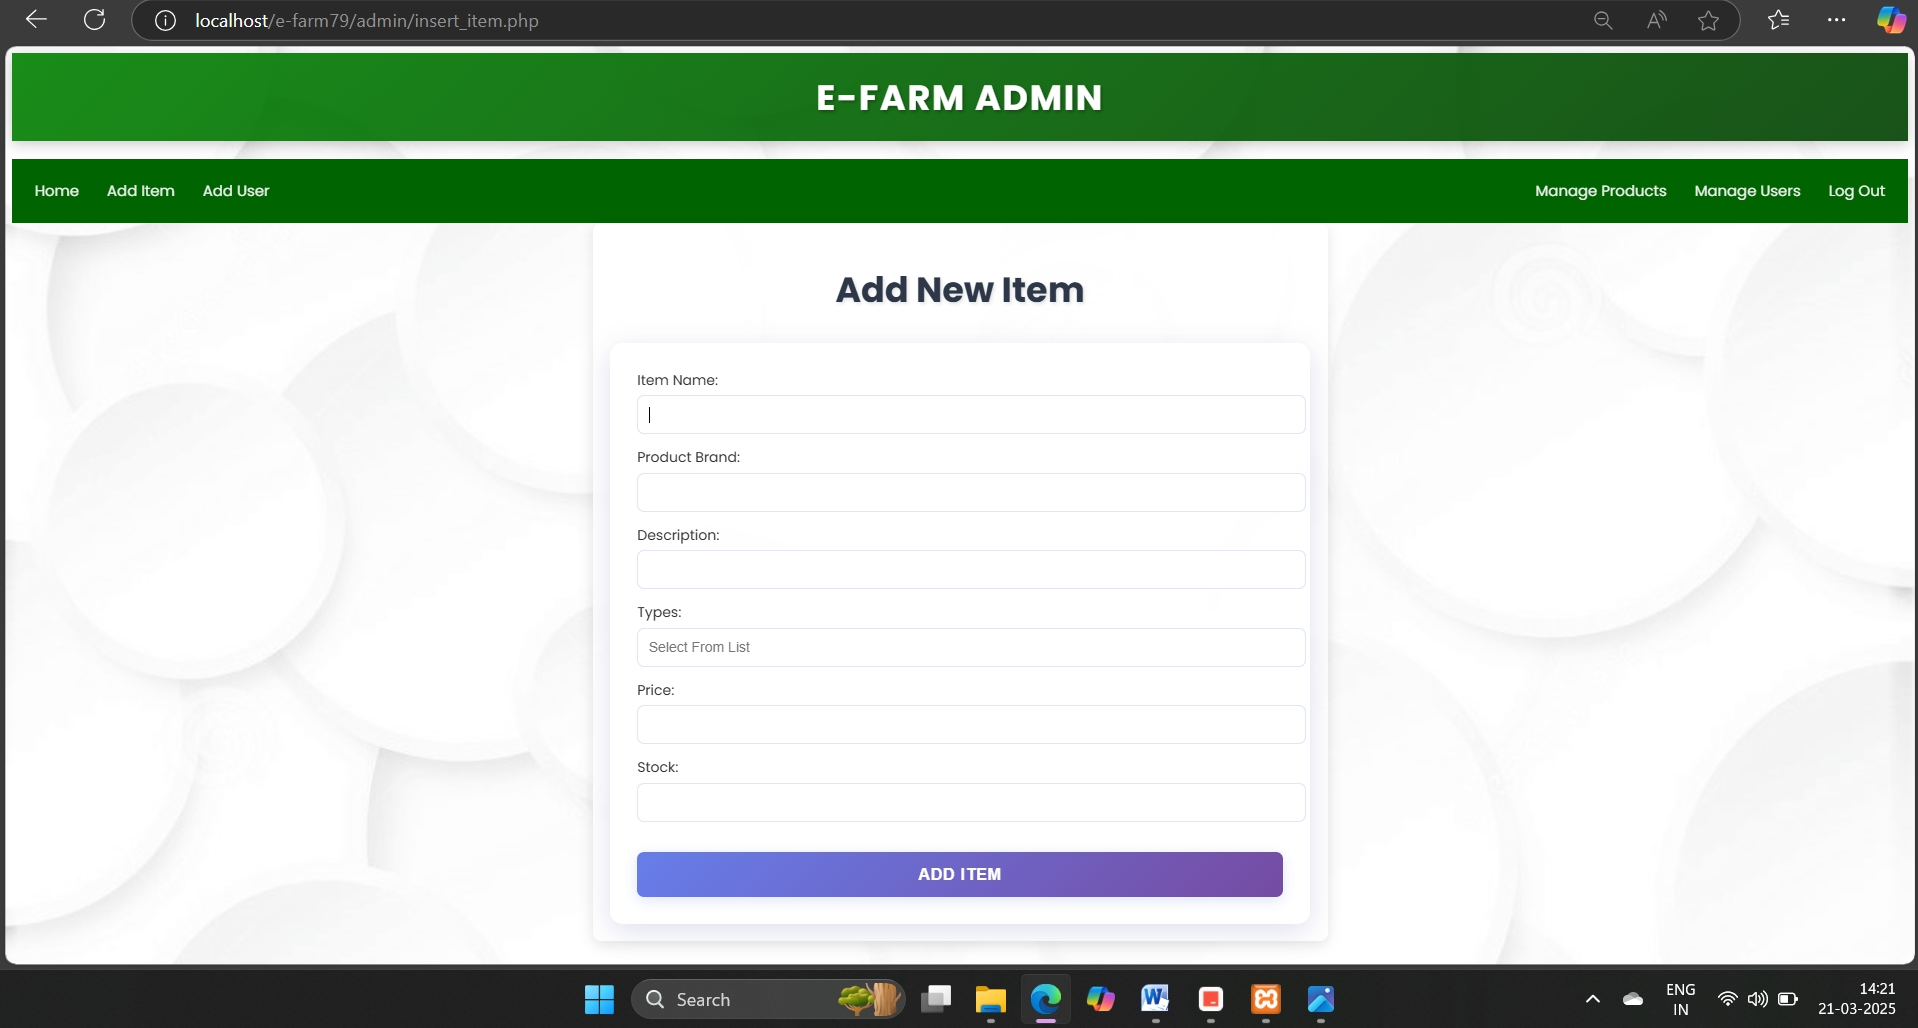 localhost/e-farm79/admin/insert_item.php
E-FARM ADMIN
Home Add Item Add User Manage Products Manage Users Log Out
Add New Item
Item Name:
Product Brand:
Description:
Types:
Select From List
Price:
Stock:
ADD ITEM
Search
ENG
IN
14:21
21-03-2025